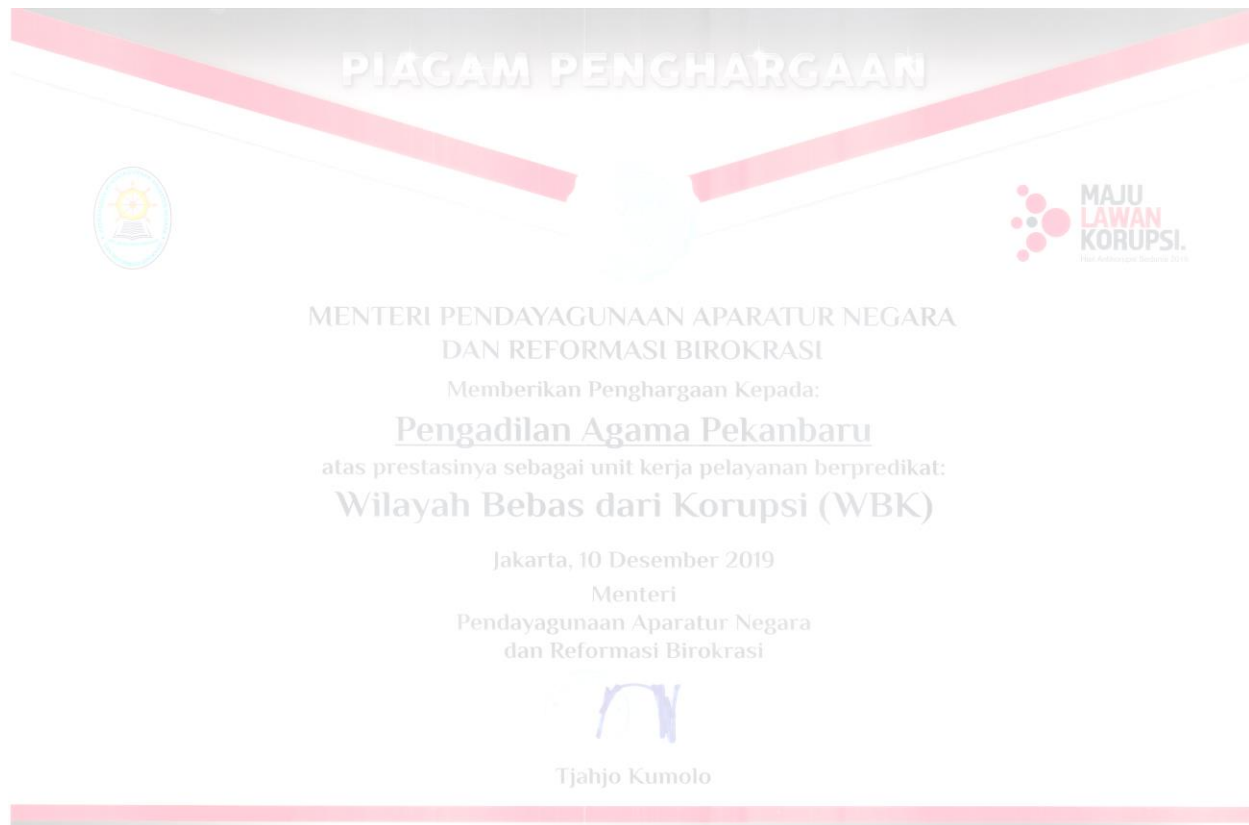 PIAGAM PENGHARGAAN
MAJU
LAWAN
KORUPSI.
MENTERI PENDAYAGUNAAN APARATUR NEGARA
DAN REFORMASI BIROKRASI
Memberikan Penghargaan Kepada:
Pengadilan Agama Pekanbaru
atas prestasinya sebagai unit kerja pelayanan berpredikat:
Wilayah Bebas dari Korupsi (WBK)
Jakarta, 10 Desember 2019
Menteri
Pendayagunaan Aparatur Negara
dan Reformasi Birokrasi
Tjahjo Kumolo